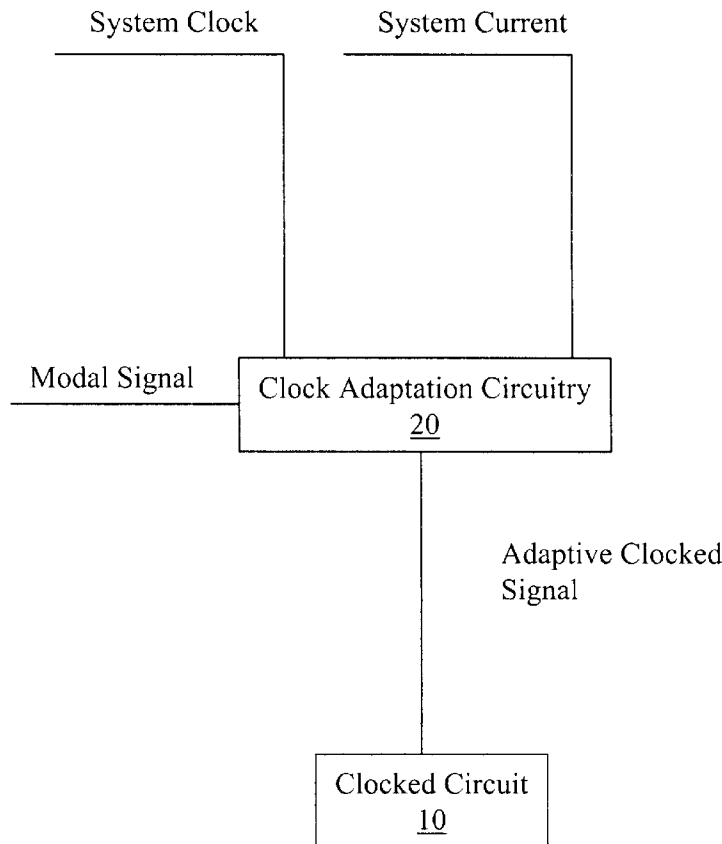 System Clock
System Current
Modal Signal
Clock Adaptation Circuitry
20
Adaptive Clocked
Signal
Clocked Circuit
10